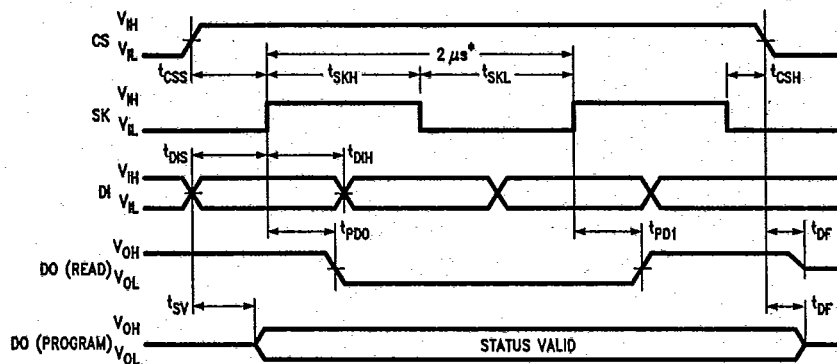 CS V_IH
V_IL
t_CSS
2 μs*
t_SKH
t_SKL
t_CSH
SK V_IH
V_IL
t_DIS
t_DIH
DI V_IH
V_IL
t_PD0
t_PD1
t_DF
DO (READ) V_OH
V_OL
t_SV
t_DF
DO (PROGRAM) V_OH
V_OL
STATUS VALID